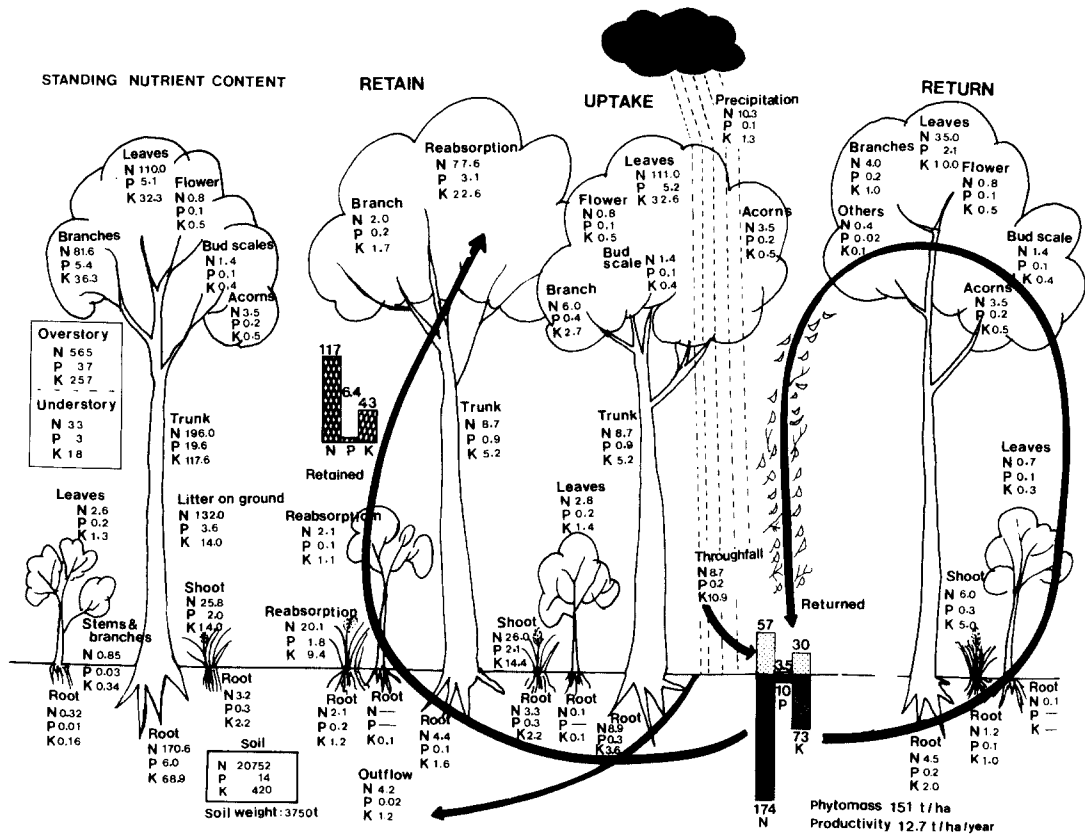 STANDING NUTRIENT CONTENT
Leaves
N 110.0
P 5.1
K 32.3
Flower
N 0.8
P 0.1
K 0.5
Branches
N 81.6
P 5.4
K 36.3
Bud scales
N 1.4
P 0.1
K 0.4
Acorns
N 3.5
P 0.2
K 0.5
Overstory
N 565
P 37
K 257
Understory
N 33
P 3
K 18
Trunk
N 196.0
P 19.6
K 117.6
Leaves
N 2.6
P 0.2
K 1.3
Litter on ground
N 132.0
P 3.6
K 14.0
Shoot
N 25.8
P 2.0
K 14.0
Stems &
branches
N 0.85
P 0.03
K 0.34
Root
N 0.32
P 0.01
K 0.16
Root
N 3.2
P 0.3
K 2.2
Root
N 170.6
P 6.0
K 68.9
Soil
N 20752
P 14
K 420
Soil weight: 3750t
RETAIN
Reabsorption
N 77.6
P 3.1
K 22.6
Branch
N 2.0
P 0.2
K 1.7
117
6.4
43
N P K
Retained
Trunk
N 8.7
P 0.9
K 5.2
Reabsorption
N 2.1
P 0.1
K 1.1
Reabsorption
N 20.1
P 1.8
K 9.4
Root
N 2.1
P 0.2
K 1.2
Root
N —
P —
K 0.1
Root
N 4.4
P 0.1
K 1.6
Outflow
N 4.2
P 0.02
K 1.2
UPTAKE
Precipitation
N 10.3
P 0.1
K 1.3
Leaves
N 111.0
P 5.2
K 32.6
Flower
N 0.8
P 0.1
K 0.5
Acorns
N 3.5
P 0.2
K 0.5
Bud
scale
N 1.4
P 0.1
K 0.4
Branch
N 6.0
P 0.4
K 2.7
Trunk
N 8.7
P 0.9
K 5.2
Leaves
N 2.8
P 0.2
K 1.4
Throughfall
N 8.7
P 0.2
K 10.9
Shoot
N 26.0
P 2.1
K 14.4
Root
N 3.3
P 0.3
K 2.2
Root
N 0.1
P —
K 0.1
Root
N 8.9
P 0.3
K 3.6
RETURN
Leaves
N 35.0
P 2.1
K 10.0
Branches
N 4.0
P 0.2
K 1.0
Flower
N 0.8
P 0.1
K 0.5
Others
N 0.4
P 0.02
K 0.1
Bud scale
N 1.4
P 0.1
K 0.4
Acorns
N 3.5
P 0.2
K 0.5
Leaves
N 0.7
P 0.1
K 0.3
Returned
57
3.5
30
10
P
73
K
174
N
Shoot
N 6.0
P 0.3
K 5.0
Root
N 0.1
P —
K —
Root
N 1.2
P 0.1
K 1.0
Root
N 4.5
P 0.2
K 2.0
Phytomass 151 t/ha
Productivity 12.7 t/ha/year